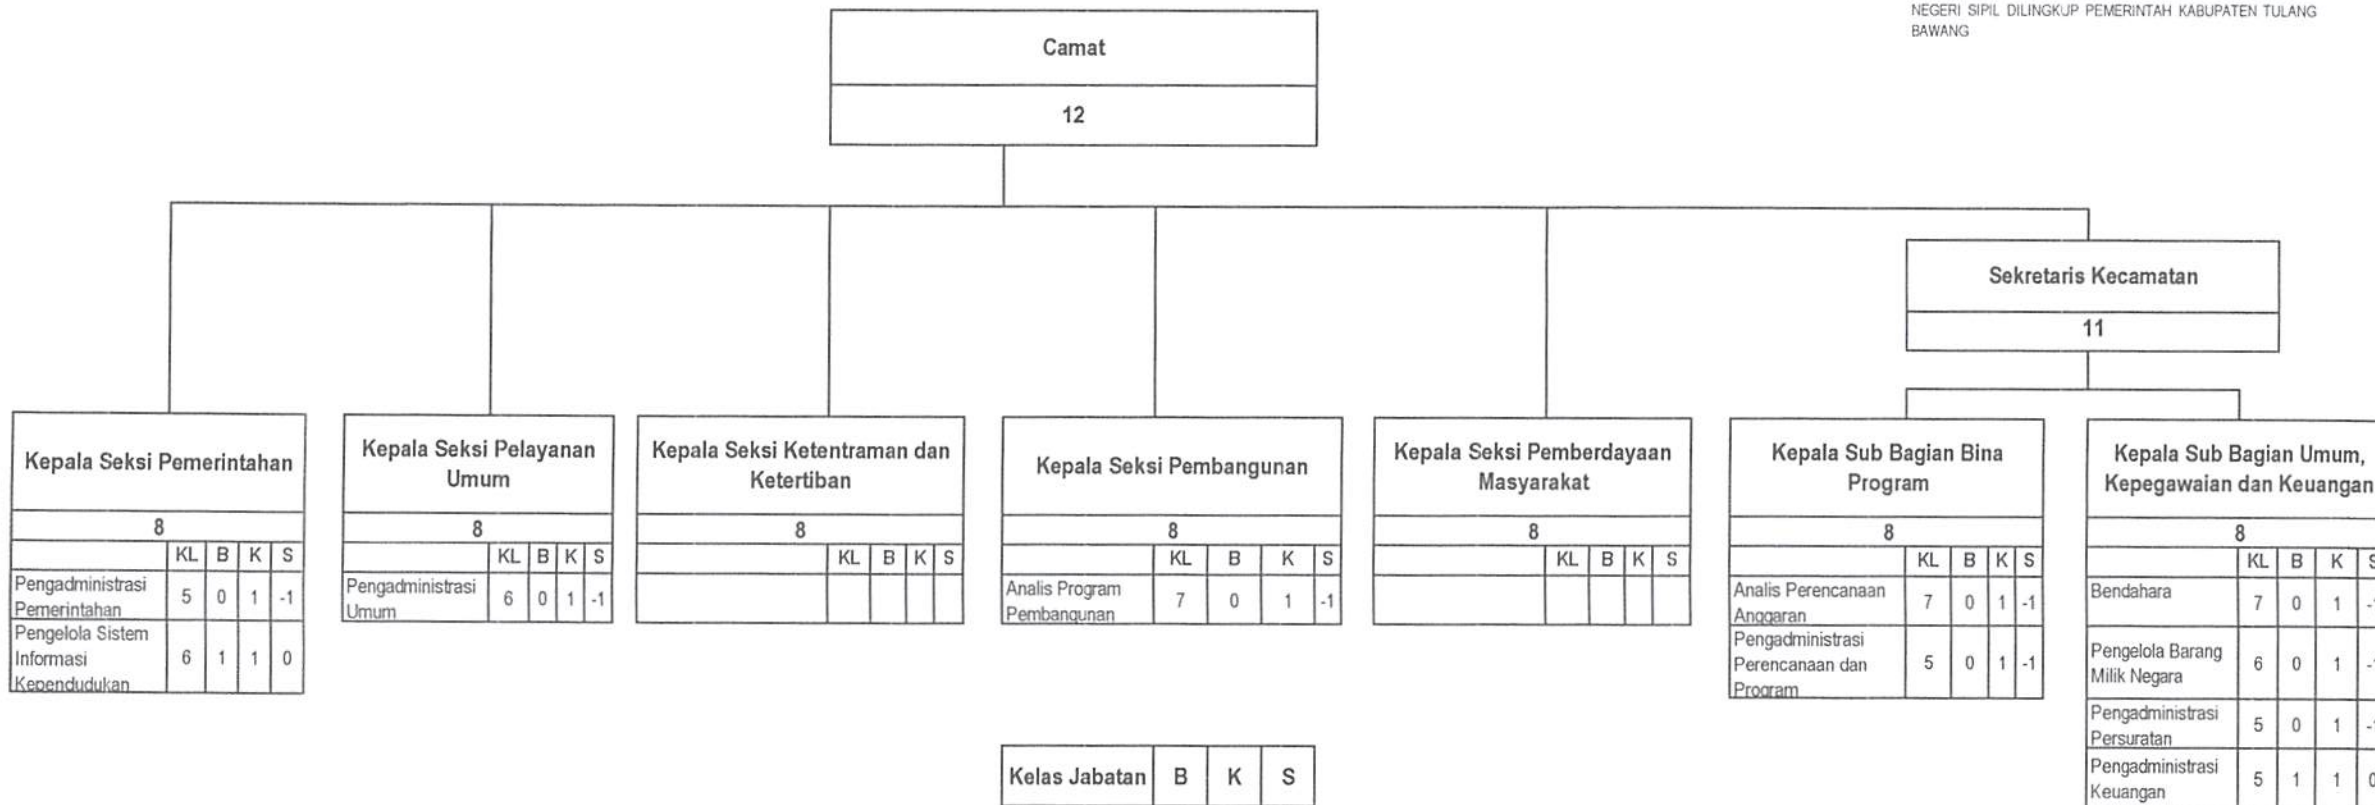 NEGERI SIPIL DILINGKUP PEMERINTAH KABUPATEN TULANG
BAWANG
Camat
12
Sekretaris Kecamatan
11
Kepala Seksi Pemerintahan
8
KL B K S
Pengadministrasi
Pemerintahan
5 0 1 -1
Pengelola Sistem
Informasi
Kependudukan
6 1 1 0
Kepala Seksi Pelayanan
Umum
8
KL B K S
Pengadministrasi
Umum
6 0 1 -1
Kepala Seksi Ketentraman dan
Ketertiban
8
KL B K S
Kepala Seksi Pembangunan
8
KL B K S
Analis Program
Pembangunan
7 0 1 -1
Kepala Seksi Pemberdayaan
Masyarakat
8
KL B K S
Kepala Sub Bagian Bina
Program
8
KL B K S
Analis Perencanaan
Anggaran
7 0 1 -1
Pengadministrasi
Perencanaan dan
Program
5 0 1 -1
Kepala Sub Bagian Umum,
Kepegawaian dan Keuangan
8
KL B K S
Bendahara
7 0 1
Pengelola Barang
Milik Negara
6 0 1
Pengadministrasi
Persuratan
5 0 1
Pengadministrasi
Keuangan
5 1 1 0
Kelas Jabatan B K S